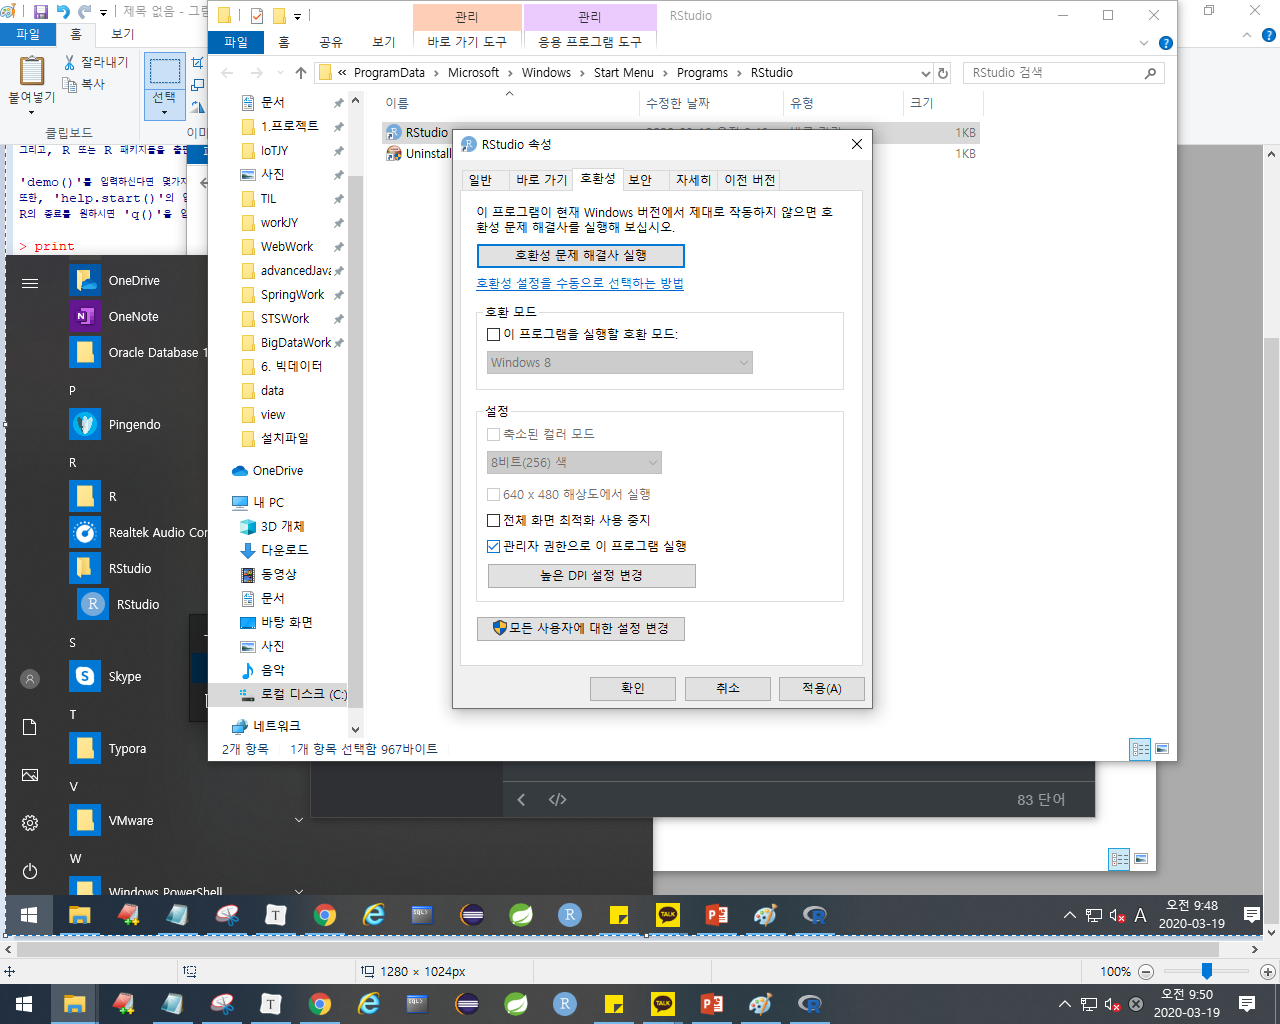 제목 없음 - 그림
파일
홈
보기
잘라내기
복사
붙여넣기
클립보드
선택
관리
관리
RStudio
파일
홈
공유
보기
바로 가기 도구
응용 프로그램 도구
« ProgramData > Microsoft > Windows > Start Menu > Programs > RStudio
RStudio 검색
이름
수정한 날짜
유형
크기
RStudio
1KB
Uninstall
1KB
문서
1.프로젝트
IoTJY
사진
TIL
workJY
WebWork
advancedJava
SpringWork
STSWork
BigDataWork
6. 빅데이터
data
view
설치파일
OneDrive
내 PC
3D 개체
다운로드
동영상
문서
바탕 화면
사진
음악
로컬 디스크 (C:)
네트워크
2개 항목
1개 항목 선택함 967바이트
RStudio 속성
일반
바로 가기
호환성
보안
자세히
이전 버전
이 프로그램이 현재 Windows 버전에서 제대로 작동하지 않으면 호
환성 문제 해결사를 실행해 보십시오.
호환성 문제 해결사 실행
호환성 설정을 수동으로 선택하는 방법
호환 모드
이 프로그램을 실행할 호환 모드:
Windows 8
설정
축소된 컬러 모드
8비트(256) 색
640 x 480 해상도에서 실행
전체 화면 최적화 사용 중지
관리자 권한으로 이 프로그램 실행
높은 DPI 설정 변경
모든 사용자에 대한 설정 변경
확인
취소
적용(A)
그리고, R 또는 R 패키지들을 출판
'demo()'를 입력하신다면 몇가지
또한, 'help.start()'의
R의 종료를 원하시면 'q()'을
> print
OneDrive
OneNote
Oracle Database 1
P
Pingendo
R
R
Realtek Audio Con
RStudio
RStudio
S
Skype
T
Typora
V
VMware
W
Windows PowerShell
83 단어
오전 9:48
2020-03-19
1280 × 1024px
100%
오전 9:50
2020-03-19